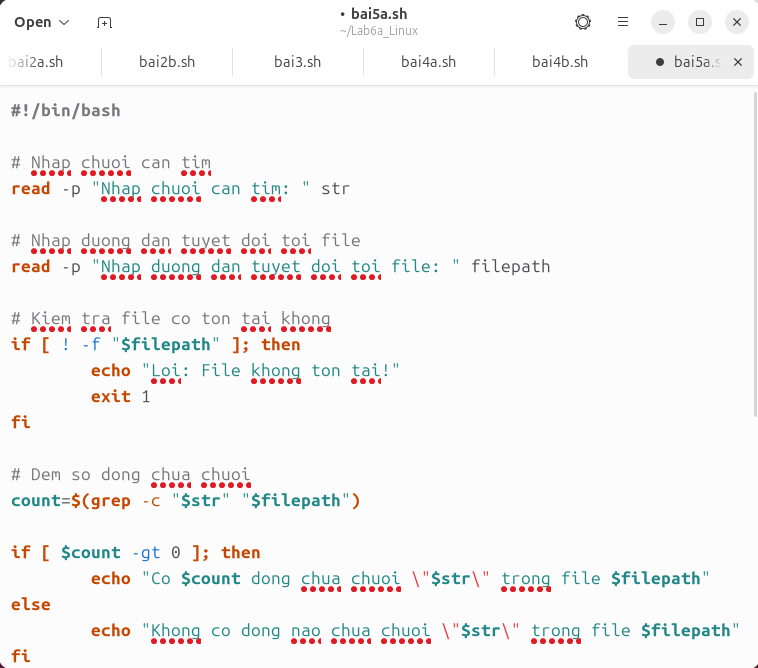 Open
• bai5a.sh
~/Lab6a_Linux
bai2a.sh
bai2b.sh
bai3.sh
bai4a.sh
bai4b.sh
● bai5a.s
#!/bin/bash
# Nhap chuoi can tim
read -p "Nhap chuoi can tim: " str
# Nhap duong dan tuyet doi toi file
read -p "Nhap duong dan tuyet doi toi file: " filepath
# Kiem tra file co ton tai khong
if [ ! -f "$filepath" ]; then
        echo "Loi: File khong ton tai!"
        exit 1
fi
# Dem so dong chua chuoi
count=$(grep -c "$str" "$filepath")
if [ $count -gt 0 ]; then
        echo "Co $count dong chua chuoi \"$str\" trong file $filepath"
else
        echo "Khong co dong nao chua chuoi \"$str\" trong file $filepath"
fi